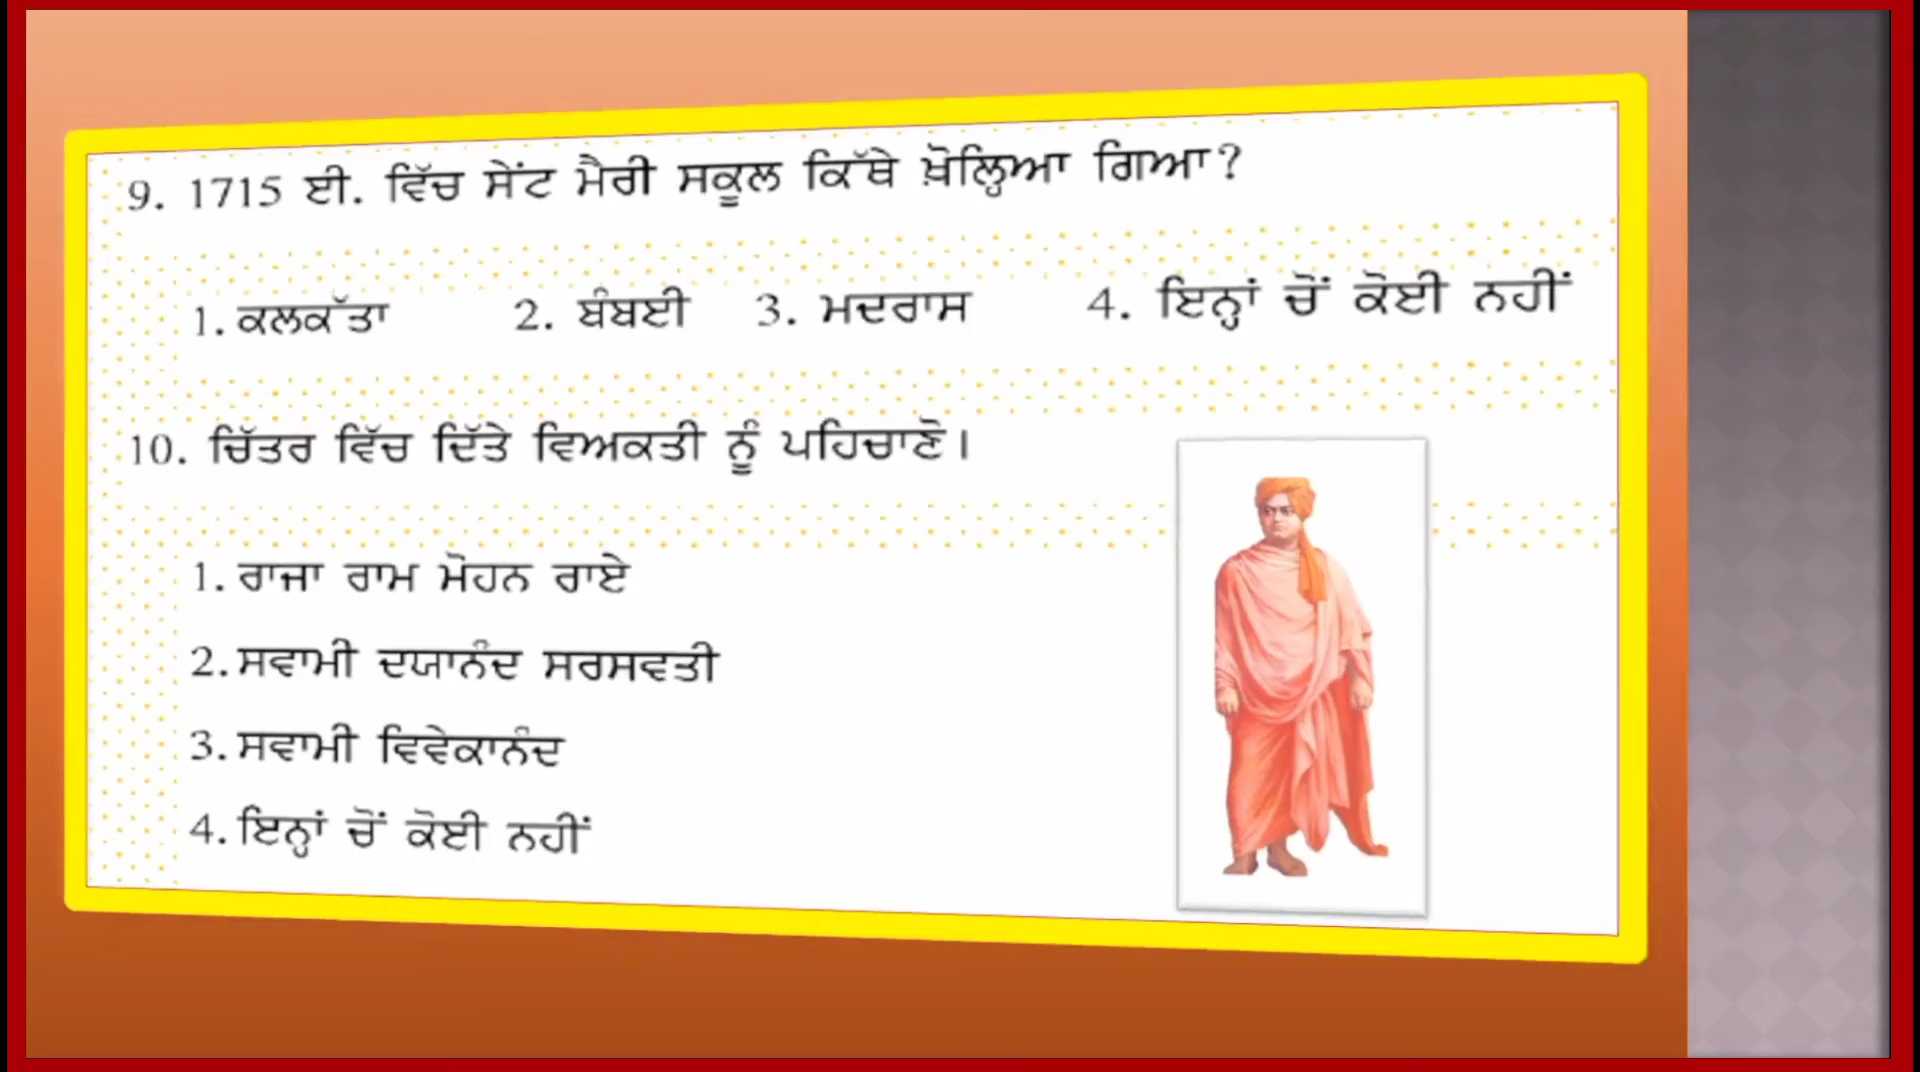 9. 1715 ਈ. ਵਿੱਚ ਸੇਂਟ ਮੈਰੀ ਸਕੂਲ ਕਿੱਥੇ ਖ਼ੋਲ੍ਹਿਆ ਗਿਆ?
1. ਕਲਕੱਤਾ 2. ਬੰਬਈ 3. ਮਦਰਾਸ 4. ਇਨ੍ਹਾਂ ਚੋਂ ਕੋਈ ਨਹੀਂ
10. ਚਿੱਤਰ ਵਿੱਚ ਦਿੱਤੇ ਵਿਅਕਤੀ ਨੂੰ ਪਹਿਚਾਣੋ।
1. ਰਾਜਾ ਰਾਮ ਮੋਹਨ ਰਾਏ
2. ਸਵਾਮੀ ਦਯਾਨੰਦ ਸਰਸਵਤੀ
3. ਸਵਾਮੀ ਵਿਵੇਕਾਨੰਦ
4. ਇਨ੍ਹਾਂ ਚੋਂ ਕੋਈ ਨਹੀਂ